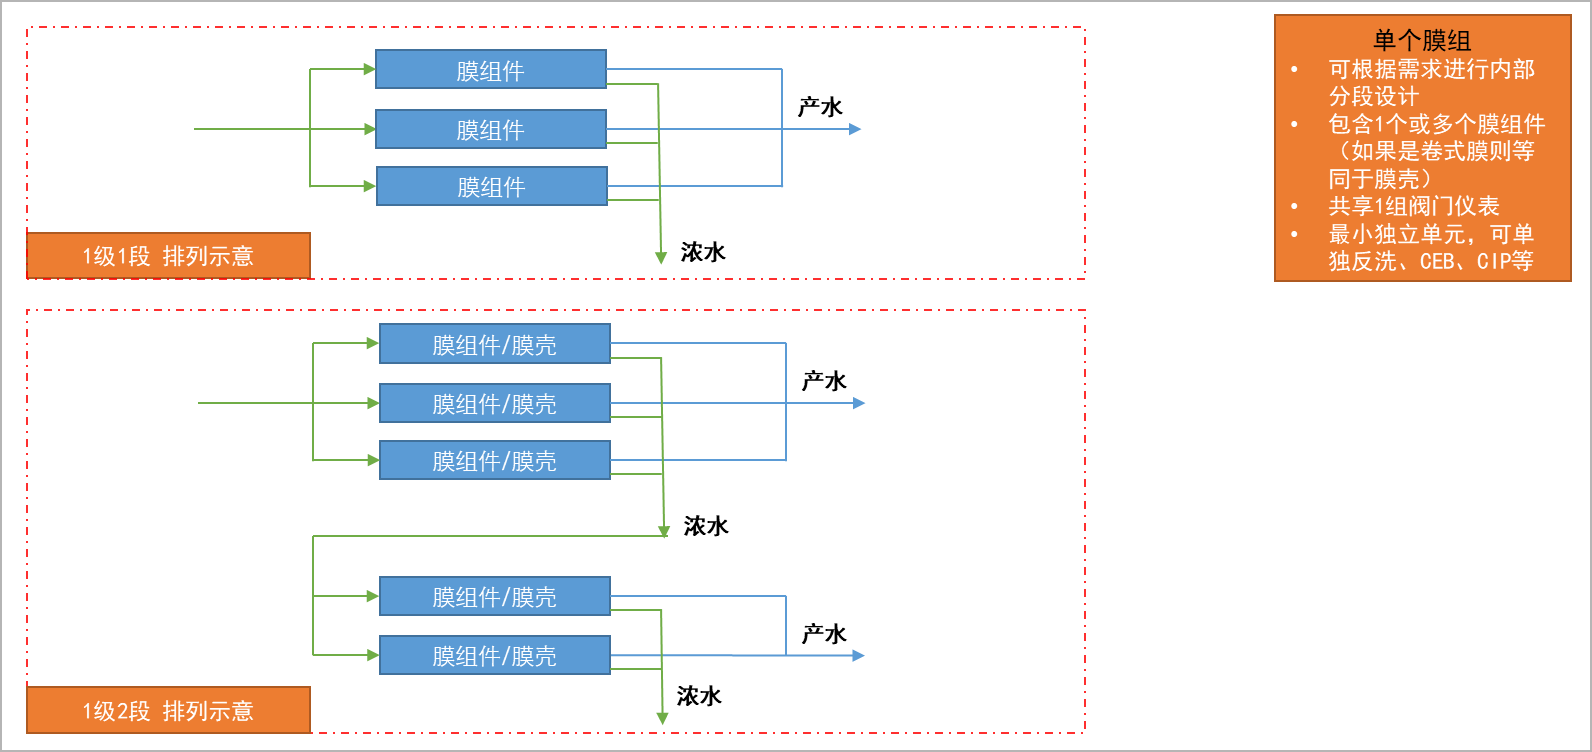 膜组件
膜组件
膜组件
产水
浓水
1级1段 排列示意
膜组件/膜壳
膜组件/膜壳
膜组件/膜壳
产水
浓水
膜组件/膜壳
膜组件/膜壳
产水
浓水
1级2段 排列示意
单个膜组
• 可根据需求进行内部
分段设计
• 包含1个或多个膜组件
（如果是卷式膜则等
同于膜壳）
• 共享1组阀门仪表
• 最小独立单元，可单
独反洗、CEB、CIP等